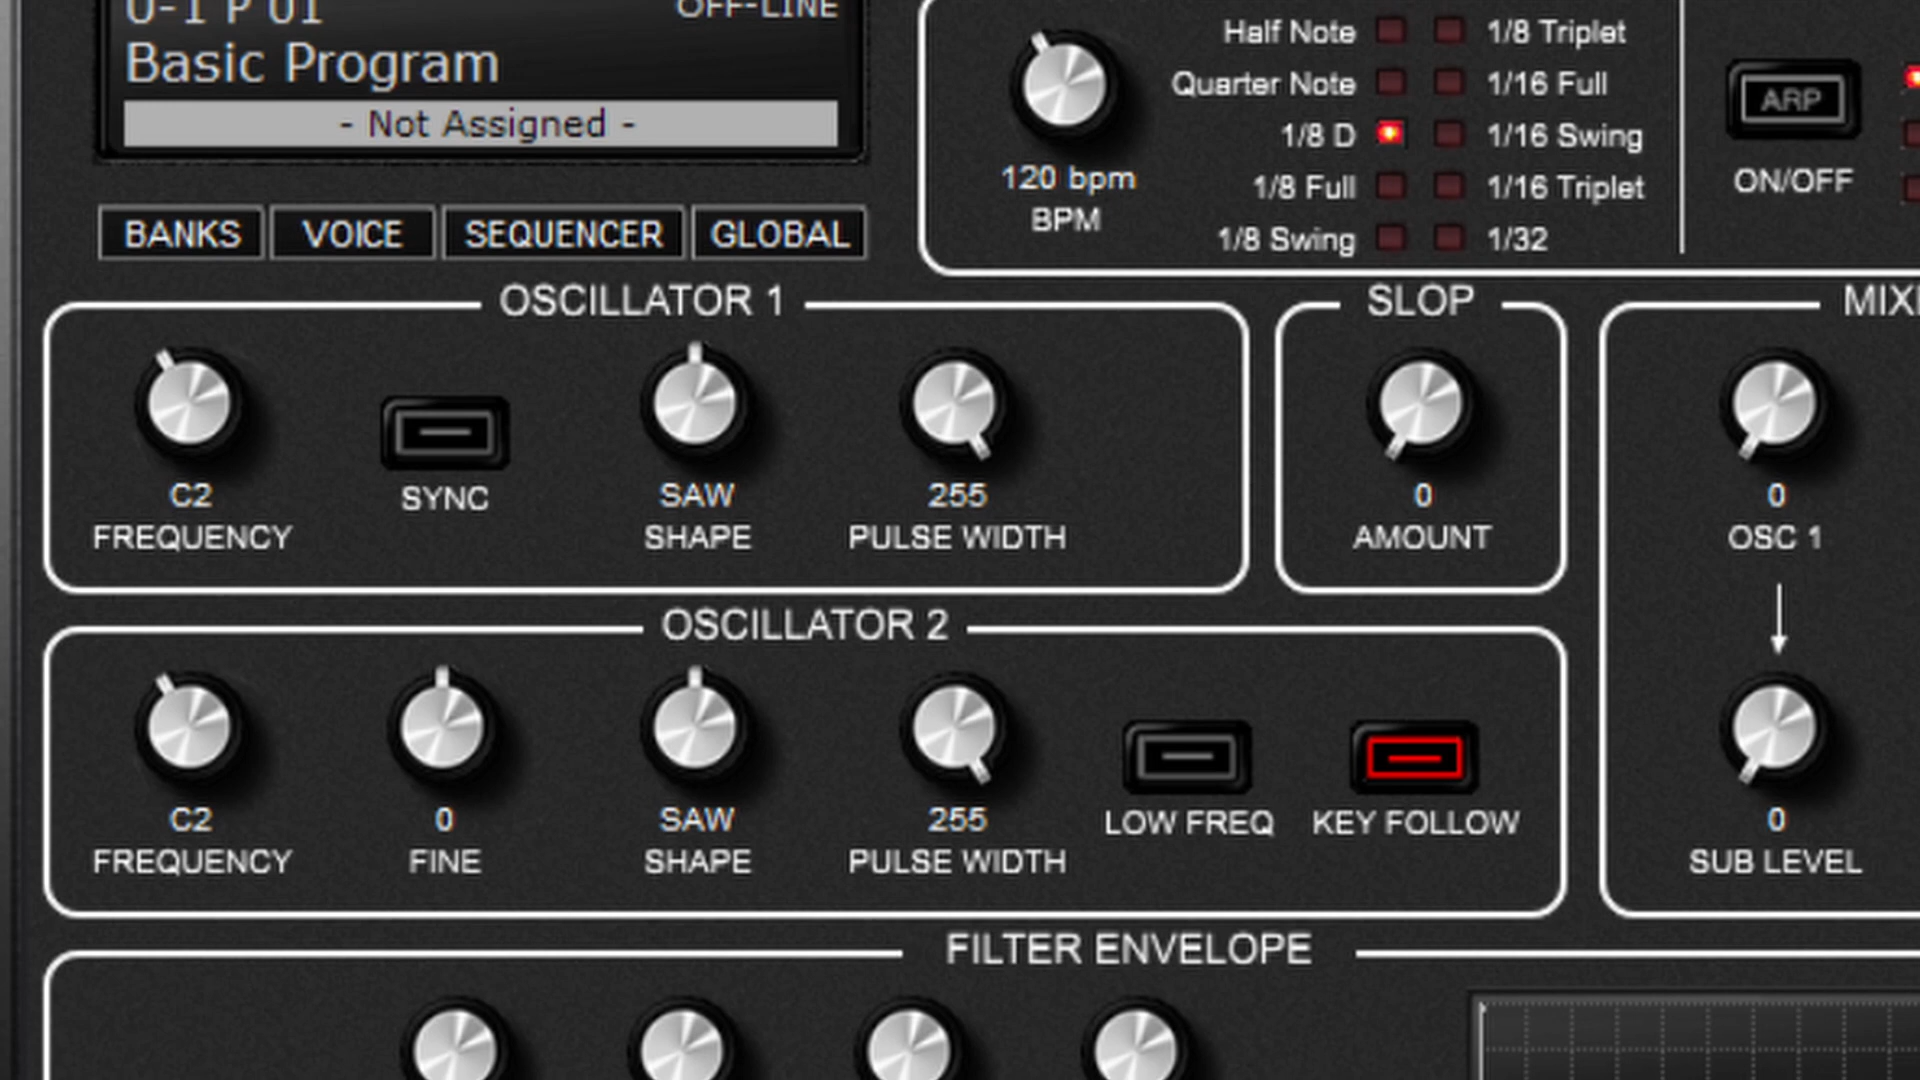 U-1 P 01 OFF-LINE
Basic Program
- Not Assigned -
BANKS VOICE SEQUENCER GLOBAL
120 bpm
BPM
Half Note 1/8 Triplet
Quarter Note 1/16 Full
1/8 D 1/16 Swing
1/8 Full 1/16 Triplet
1/8 Swing 1/32
ARP
ON/OFF
OSCILLATOR 1
C2 SAW 255
FREQUENCY SYNC SHAPE PULSE WIDTH
SLOP
0
AMOUNT
0
OSC 1
OSCILLATOR 2
C2 0 SAW 255
FREQUENCY FINE SHAPE PULSE WIDTH LOW FREQ KEY FOLLOW
0
SUB LEVEL
FILTER ENVELOPE